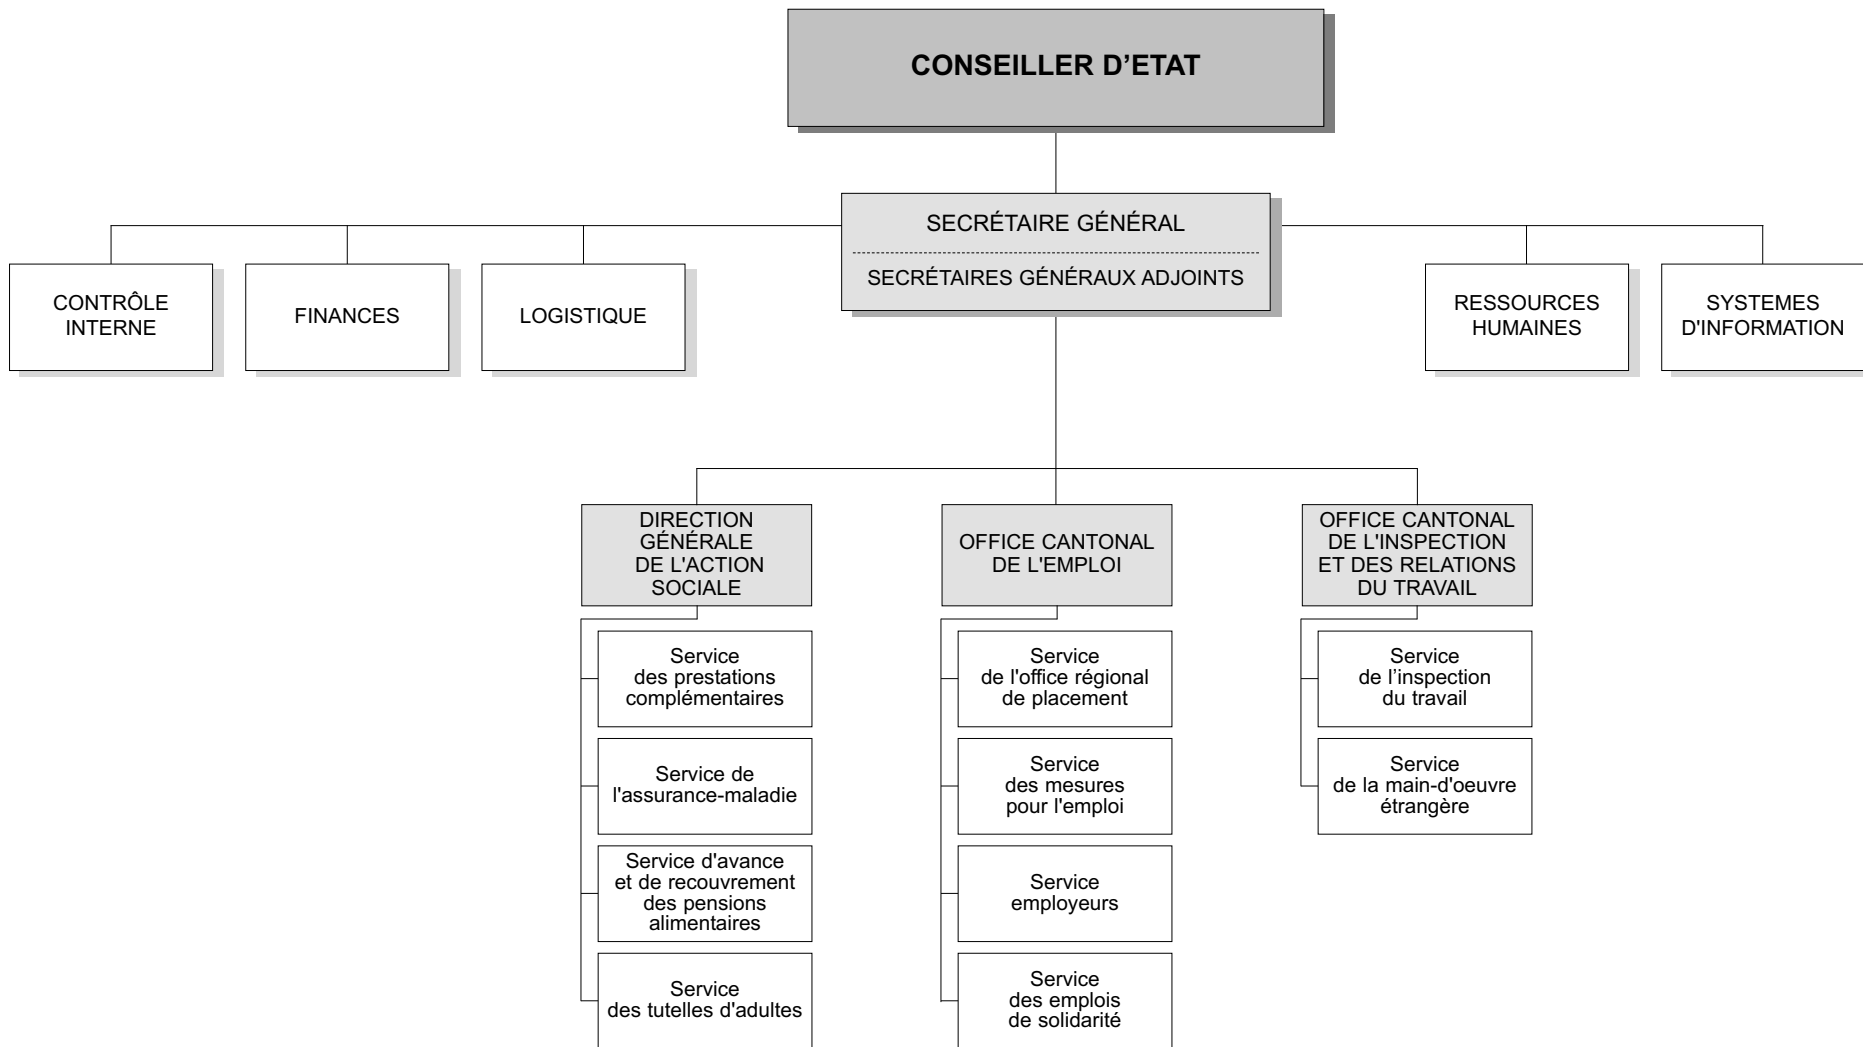 CONSEILLER D’ETAT
SECRÉTAIRE GÉNÉRAL
SECRÉTAIRES GÉNÉRAUX ADJOINTS
CONTRÔLE
INTERNE
FINANCES
LOGISTIQUE
RESSOURCES
HUMAINES
SYSTEMES
D'INFORMATION
DIRECTION
GÉNÉRALE
DE L'ACTION
SOCIALE
Service
des prestations
complémentaires
Service de
l'assurance-maladie
Service d'avance
et de recouvrement
des pensions
alimentaires
Service
des tutelles d'adultes
OFFICE CANTONAL
DE L'EMPLOI
Service
de l'office régional
de placement
Service
des mesures
pour l'emploi
Service
employeurs
Service
des emplois
de solidarité
OFFICE CANTONAL
DE L'INSPECTION
ET DES RELATIONS
DU TRAVAIL
Service
de l’inspection
du travail
Service
de la main-d'oeuvre
étrangère